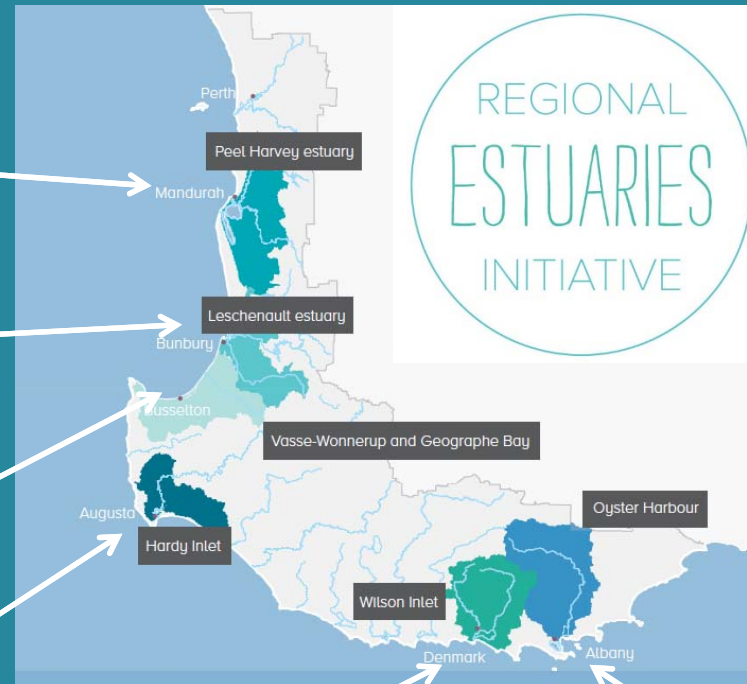 REGIONAL
ESTUARIES
INITIATIVE
Perth
Peel Harvey estuary
Mandurah
Leschenault estuary
Bunbury
Busselton
Vasse-Wonnerup and Geographe Bay
Augusta
Hardy Inlet
Oyster Harbour
Wilson Inlet
Denmark
Albany